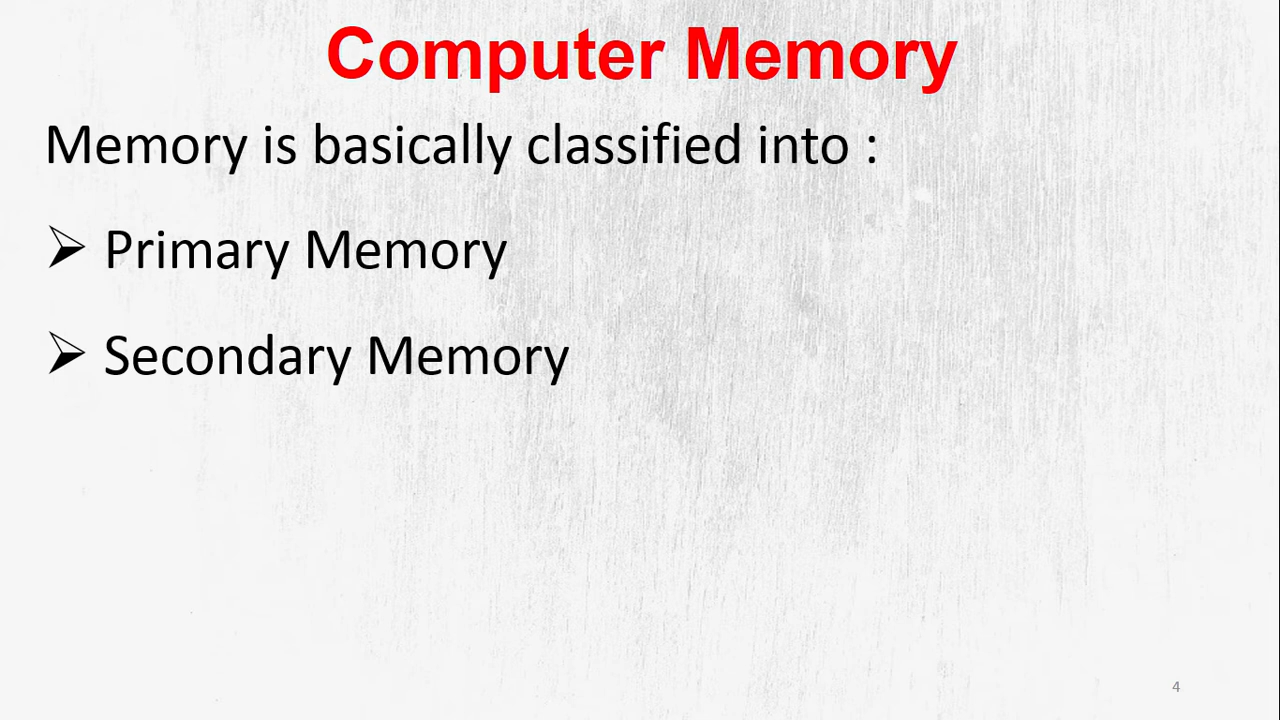 Computer Memory
Memory is basically classified into :
➢ Primary Memory
➢ Secondary Memory
4